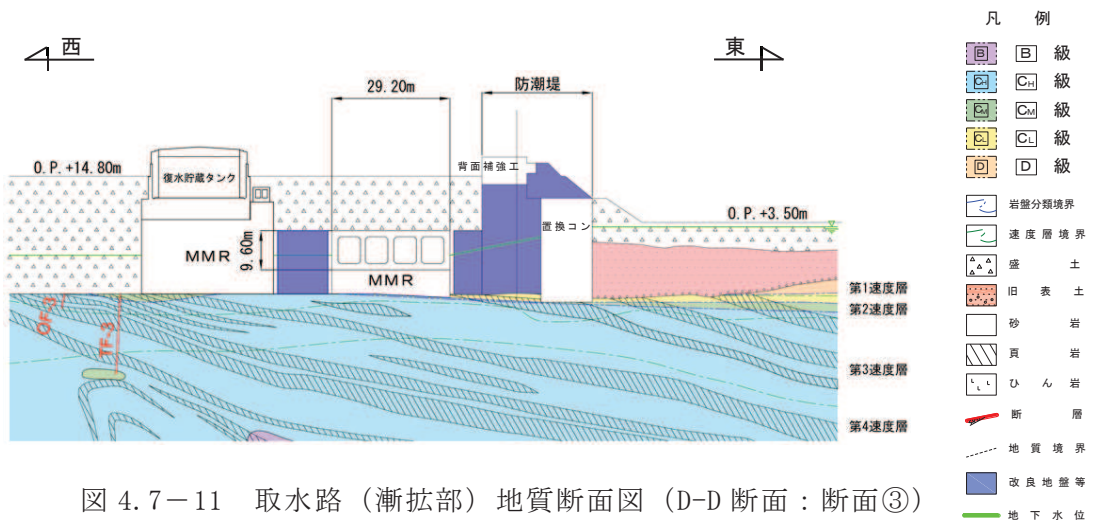 西
東
29.20m
防潮堤
O.P.+14.80m
復水貯蔵タンク
背面補強工
O.P.+3.50m
置換コン
MMR
9.60m
MMR
第1速度層
第2速度層
第3速度層
第4速度層
OF-3
TF-3
凡 例
B B 級
CH CH 級
CM CM 級
CL CL 級
D D 級
岩盤分類境界
速度層境界
盛土
旧表土
砂岩
頁岩
ひん岩
断層
地質境界
改良地盤等
地下水位
図 4.7－11 取水路（漸拡部）地質断面図（D-D 断面：断面③）